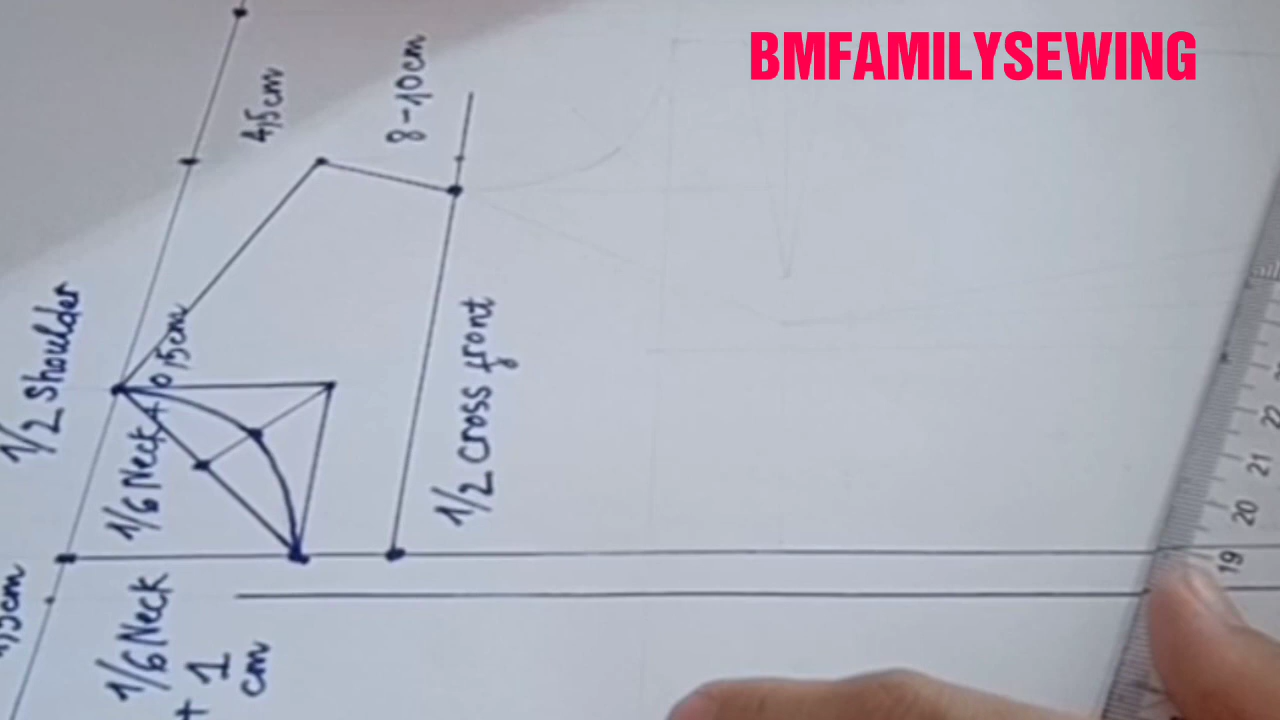 BMFAMILYSEWING
4,5cm
8-10cm
1/2 shoulder
1/6 Neck + 0,5cm
1/2 cross front
1/6 Neck
+ 1
cm
19
20
21
22